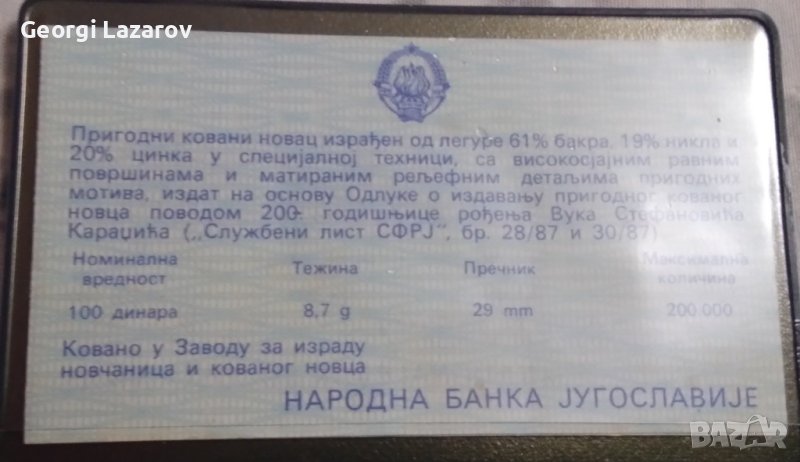 Georgi Lazarov
Пригодни ковани новац израђен од легуре 61% бакра, 19% никла и
20% цинка у специјалној техници, са високосјајним равним
површинама и матираним рељефним детаљима пригодних
мотива, издат на основу Одлуке о издавању пригодног кованог
новца поводом 200- годишњице рођења Вука Стефановића
Караџића („Службени лист СФРЈ", бр. 28/87 и 30/87)
Номинална вредност Тежина Пречник Максимална количина
100 динара 8,7 g 29 mm 200.000
Ковано у Заводу за израду
новчаница и кованог новца
НАРОДНА БАНКА ЈУГОСЛАВИЈЕ
BAZAR